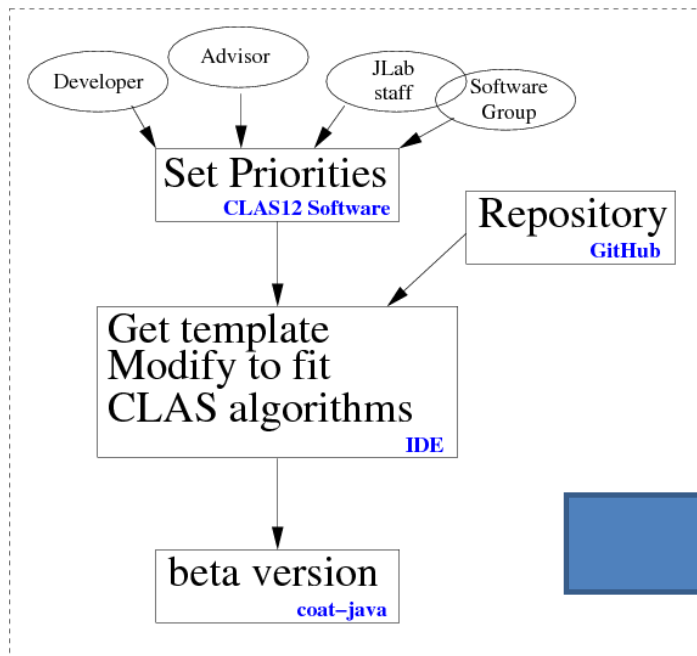 Developer
Advisor
JLab
staff
Software
Group
Set Priorities
CLAS12 Software
Repository
GitHub
Get template
Modify to fit
CLAS algorithms
IDE
beta version
coat-java